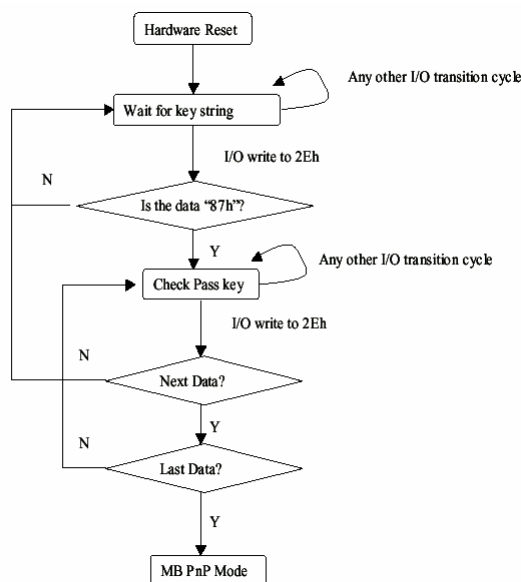 Hardware Reset
Any other I/O transition cycle
Wait for key string
I/O write to 2Eh
N
Is the data “87h”?
Y
Any other I/O transition cycle
Check Pass key
I/O write to 2Eh
N
Next Data?
Y
N
Last Data?
Y
MB PnP Mode